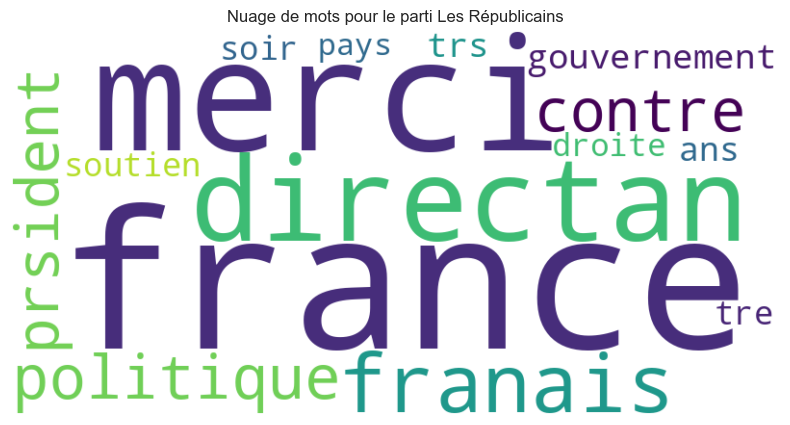 Nuage de mots pour le parti Les Républicains
soir pays trs gouvernement
merci
contre
droite ans
soutien
directan
prsident
france
tre
politique
franais